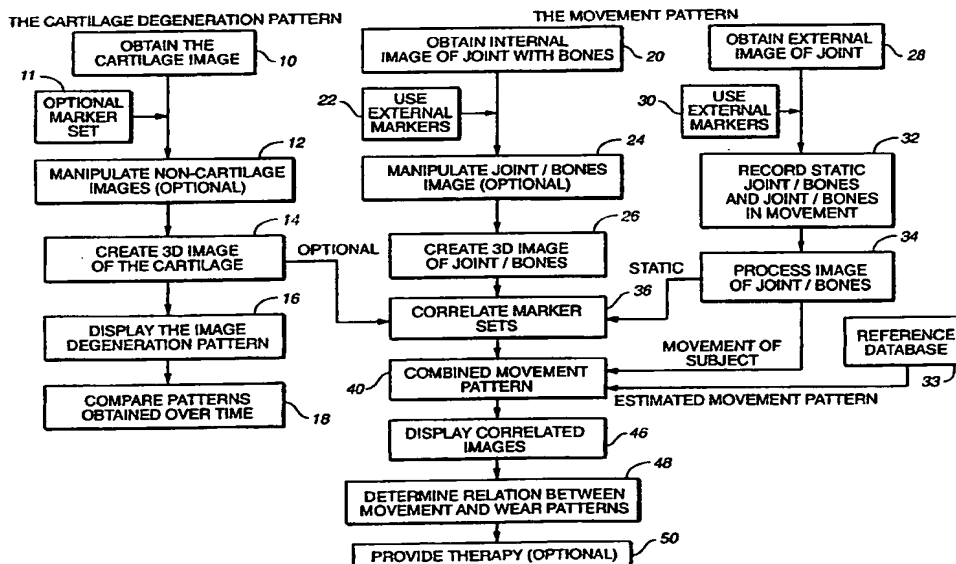 THE CARTILAGE DEGENERATION PATTERN
OBTAIN THE
CARTILAGE IMAGE
10
11
OPTIONAL
MARKER
SET
12
MANIPULATE NON-CARTILAGE
IMAGES (OPTIONAL)
14
CREATE 3D IMAGE
OF THE CARTILAGE
OPTIONAL
16
DISPLAY THE IMAGE
DEGENERATION PATTERN
COMPARE PATTERNS
OBTAINED OVER TIME
18
THE MOVEMENT PATTERN
OBTAIN INTERNAL
IMAGE OF JOINT WITH BONES
20
22
USE
EXTERNAL
MARKERS
24
MANIPULATE JOINT / BONES
IMAGE (OPTIONAL)
26
CREATE 3D IMAGE
OF JOINT / BONES
36
CORRELATE MARKER
SETS
40
COMBINED MOVEMENT
PATTERN
DISPLAY CORRELATED
IMAGES
46
48
DETERMINE RELATION BETWEEN
MOVEMENT AND WEAR PATTERNS
PROVIDE THERAPY (OPTIONAL)
50
OBTAIN EXTERNAL
IMAGE OF JOINT
28
30
USE
EXTERNAL
MARKERS
32
RECORD STATIC
JOINT / BONES
AND JOINT / BONES
IN MOVEMENT
34
STATIC
PROCESS IMAGE
OF JOINT / BONES
MOVEMENT OF
SUBJECT
REFERENCE
DATABASE
33
ESTIMATED MOVEMENT PATTERN